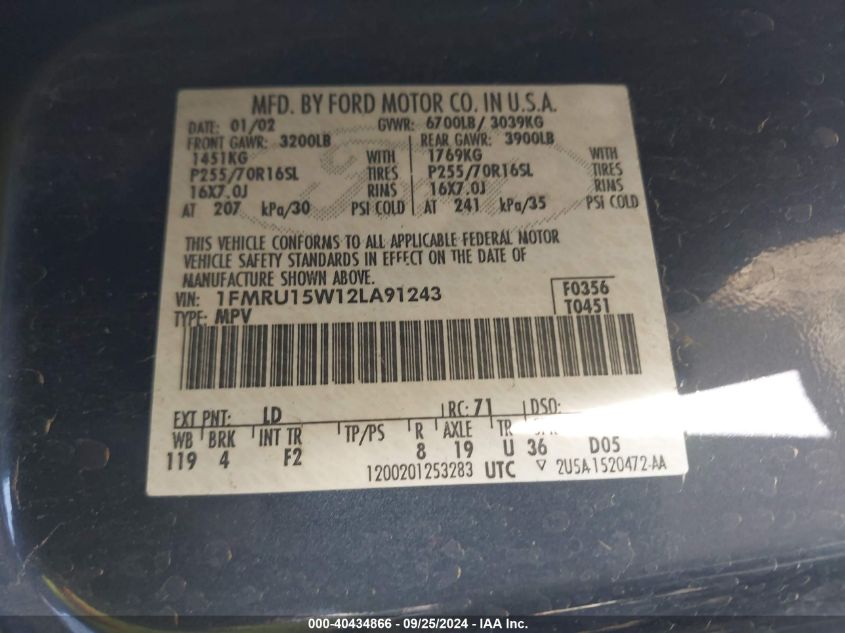 MFD. BY FORD MOTOR CO. IN U.S.A.
DATE: 01/02 GVWR: 6700LB/ 3039KG
FRONT GAWR: 3200LB REAR GAWR: 3900LB
1451KG WITH 1769KG WITH
P255/70R16SL TIRES P255/70R16SL TIRES
16X7.0J RIMS 16X7.0J RIMS
AT 207 kPa/30 PSI COLD AT 241 kPa/35 PSI COLD
THIS VEHICLE CONFORMS TO ALL APPLICABLE FEDERAL MOTOR
VEHICLE SAFETY STANDARDS IN EFFECT ON THE DATE OF
MANUFACTURE SHOWN ABOVE.
VIN: 1FMRU15W12LA91243 F0356
TYPE: MPV T0451
EXT PNT: LD RC: 71 DSO:
WB BRK INT TR TP/PS R AXLE TR
119 4 F2 8 19 U 36 D05
1200201253283 UTC ▽ 2U5A-1520472-AA
000-40434866 - 09/25/2024 - IAA Inc.